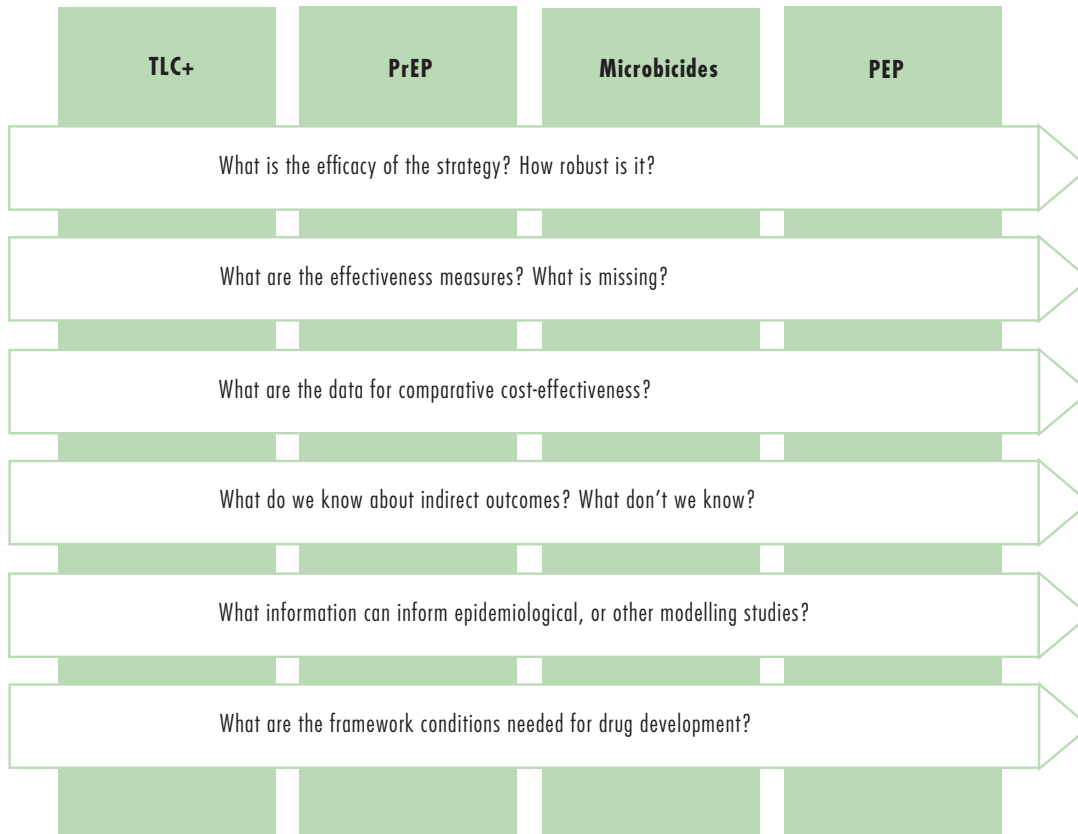 TLC+ PrEP Microbicides PEP
What is the efficacy of the strategy? How robust is it?
What are the effectiveness measures? What is missing?
What are the data for comparative cost-effectiveness?
What do we know about indirect outcomes? What don't we know?
What information can inform epidemiological, or other modelling studies?
What are the framework conditions needed for drug development?